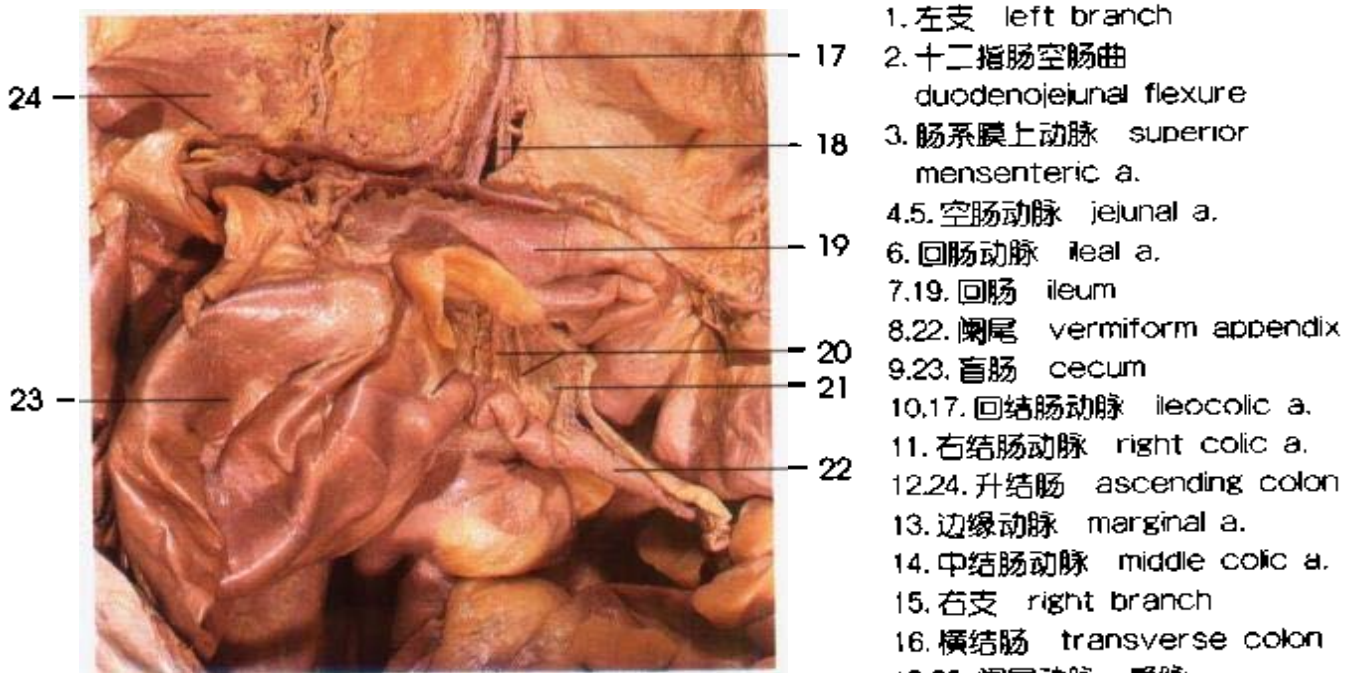 24
23
17
18
19
20
21
22
1. 左支 left branch
2. 十二指肠空肠曲
duodenojejunal flexure
3. 肠系膜上动脉 superior
mensenteric a.
4.5. 空肠动脉 jejunal a.
6. 回肠动脉 ileal a.
7.19. 回肠 ileum
8.22. 阑尾 vermiform appendix
9.23. 盲肠 cecum
10.17. 回结肠动脉 ileocolic a.
11. 右结肠动脉 right colic a.
12.24. 升结肠 ascending colon
13. 边缘动脉 marginal a.
14. 中结肠动脉 middle colic a.
15. 右支 right branch
16. 横结肠 transverse colon